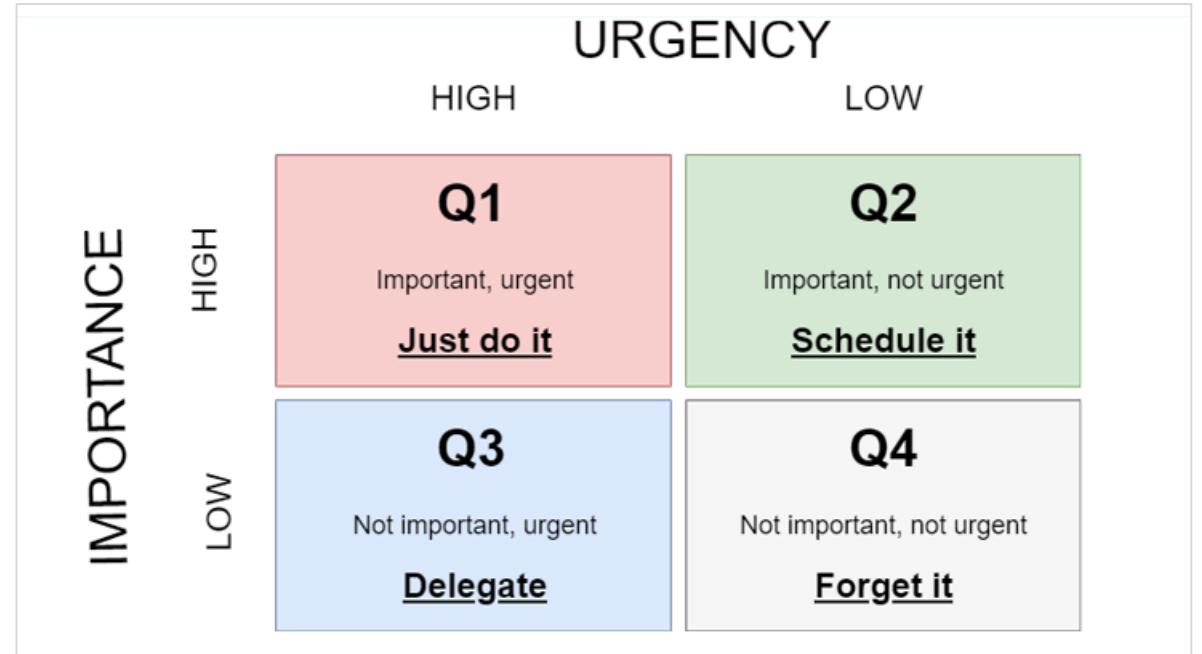 URGENCY
HIGH
LOW
IMPORTANCE
HIGH
Q1
Important, urgent
Just do it
Q2
Important, not urgent
Schedule it
LOW
Q3
Not important, urgent
Delegate
Q4
Not important, not urgent
Forget it